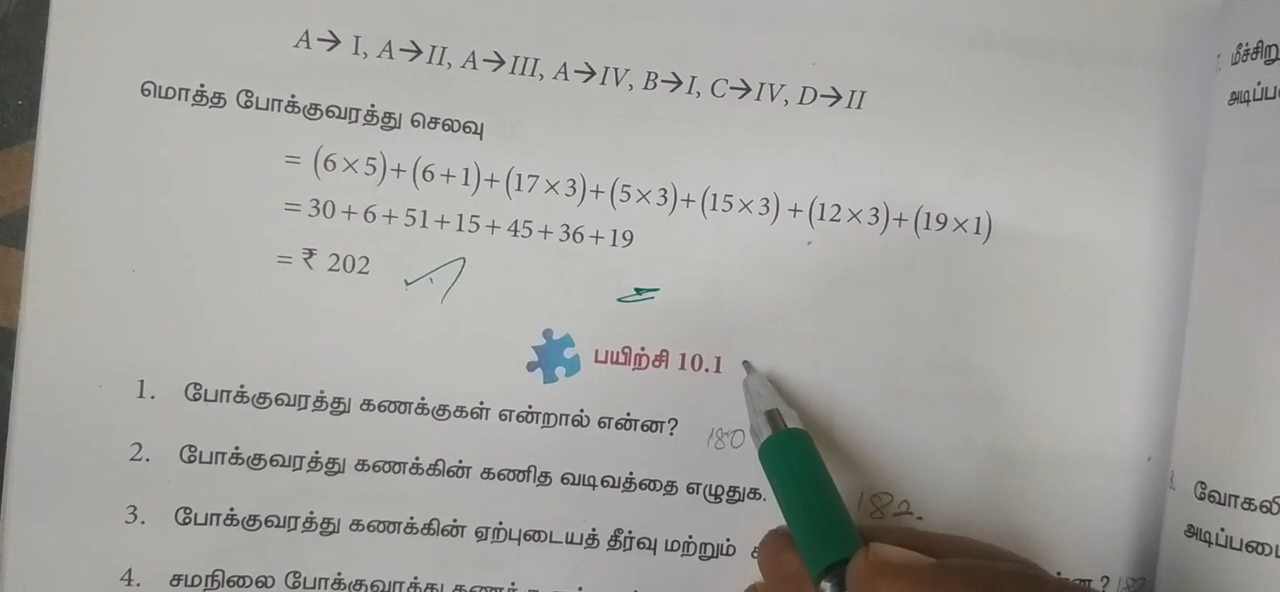 A→ I, A→II, A→III, A→IV, B→I, C→IV, D→II
மொத்த போக்குவரத்து செலவு
= (6×5)+(6+1)+(17×3)+(5×3)+(15×3)+(12×3)+(19×1)
=30+6+51+15+45+36+19
= ₹ 202
பயிற்சி 10.1
1. போக்குவரத்து கணக்குகள் என்றால் என்ன? 180
2. போக்குவரத்து கணக்கின் கணித வடிவத்தை எழுதுக. 182.
3. போக்குவரத்து கணக்கின் ஏற்புடையத் தீர்வு மற்றும்
4. சமநிலை போக்குவரத்து
மீச்சிறு
அடிப்ப
வோகலி
அடிப்படை